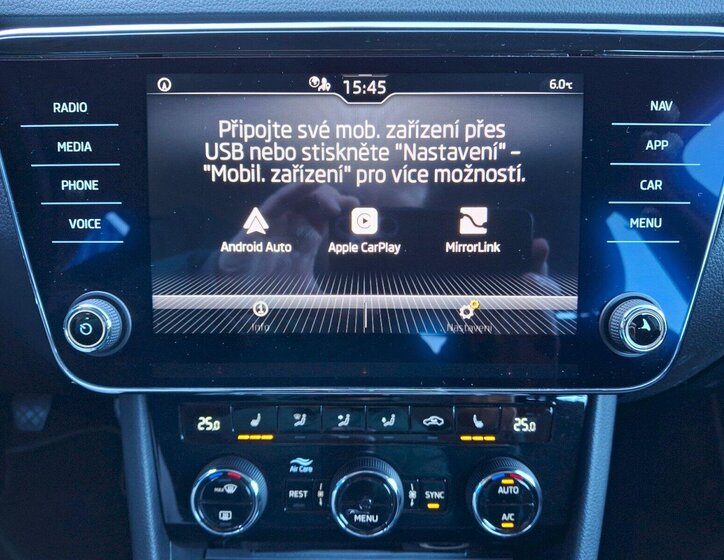 15:45
6.0°C
RADIO
MEDIA
PHONE
VOICE
NAV
APP
CAR
MENU
Připojte své mob. zařízení přes
USB nebo stiskněte "Nastavení" –
"Mobil. zařízení" pro více možností.
Android Auto
Apple CarPlay
MirrorLink
Info
Nastavení
25.0
25.0
Air Care
MAX
REST
MENU
SYNC
AUTO
A/C